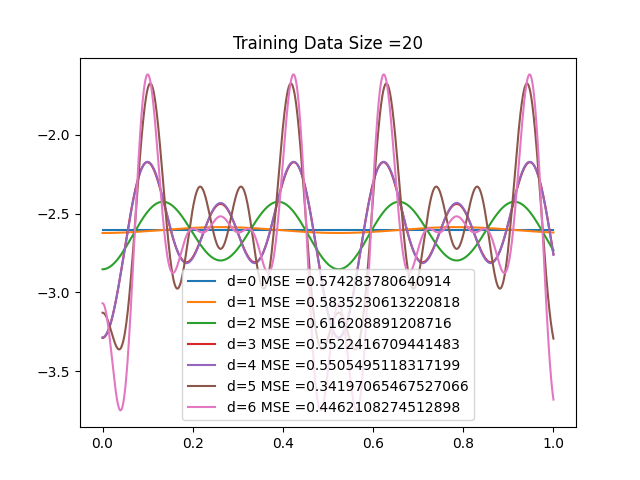 Training Data Size =20
−2.0
−2.5
−3.0
−3.5
d=0 MSE =0.574283780640914
d=1 MSE =0.5835230613220818
d=2 MSE =0.616208891208716
d=3 MSE =0.5522416709441483
d=4 MSE =0.5505495118317199
d=5 MSE =0.34197065467527066
d=6 MSE =0.4462108274512898
0.0 0.2 0.4 0.6 0.8 1.0